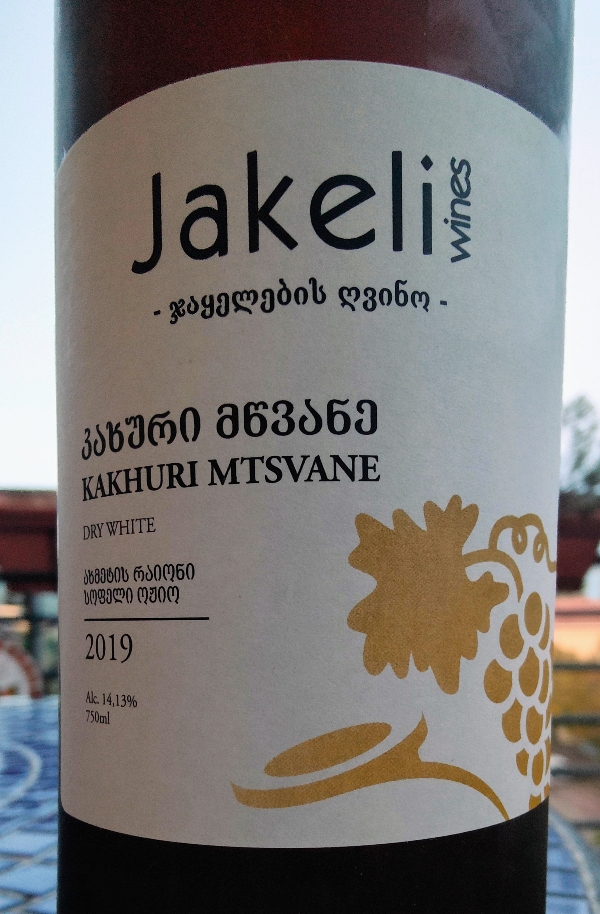 Jakeli wines
- ჯაყელების ღვინო -
კახური მწვანე
KAKHURI MTSVANE
DRY WHITE
ახმეტის რაიონი
სოფელი ოჟიო
2019
Alc. 14,13%
750ml